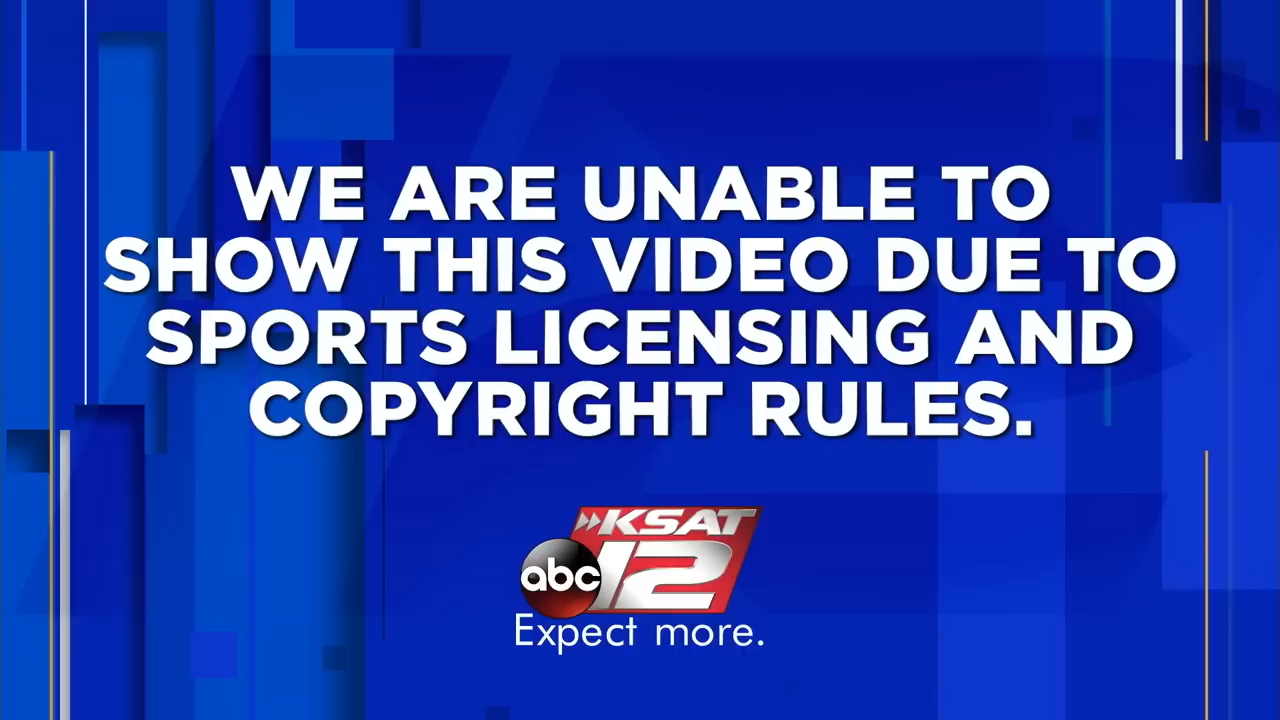 WE ARE UNABLE TO
SHOW THIS VIDEO DUE TO
SPORTS LICENSING AND
COPYRIGHT RULES.
KSAT
abc 12
Expect more.